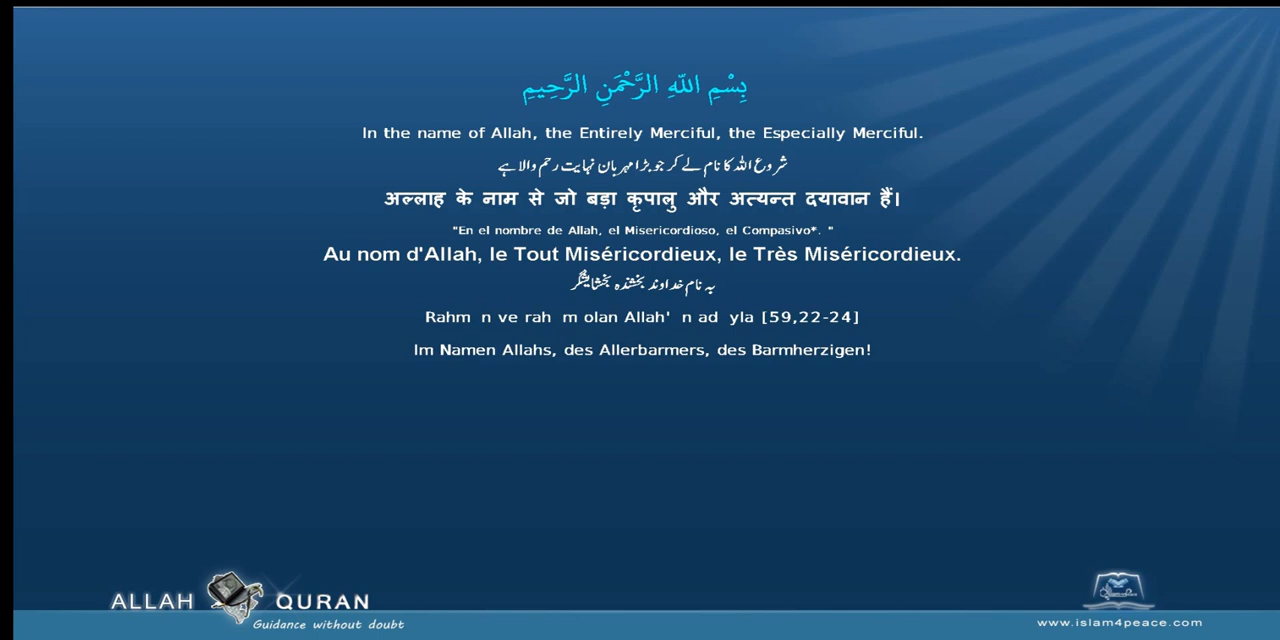 بِسْمِ اللّهِ الرَّحْمَنِ الرَّحِيمِ
In the name of Allah, the Entirely Merciful, the Especially Merciful.
شروع الله کا نام لے کر جو بڑا مہربان نہایت رحم والا ہے
अल्लाह के नाम से जो बड़ा कृपालु और अत्यन्त दयावान हैं।
"En el nombre de Allah, el Misericordioso, el Compasivo*. "
Au nom d'Allah, le Tout Miséricordieux, le Très Miséricordieux.
به نام خداوند بخشنده بخشایشگر
Rahm n ve rah m olan Allah' n ad yla [59,22-24]
Im Namen Allahs, des Allerbarmers, des Barmherzigen!
ALLAH QURAN
Guidance without doubt
www.islam4peace.com